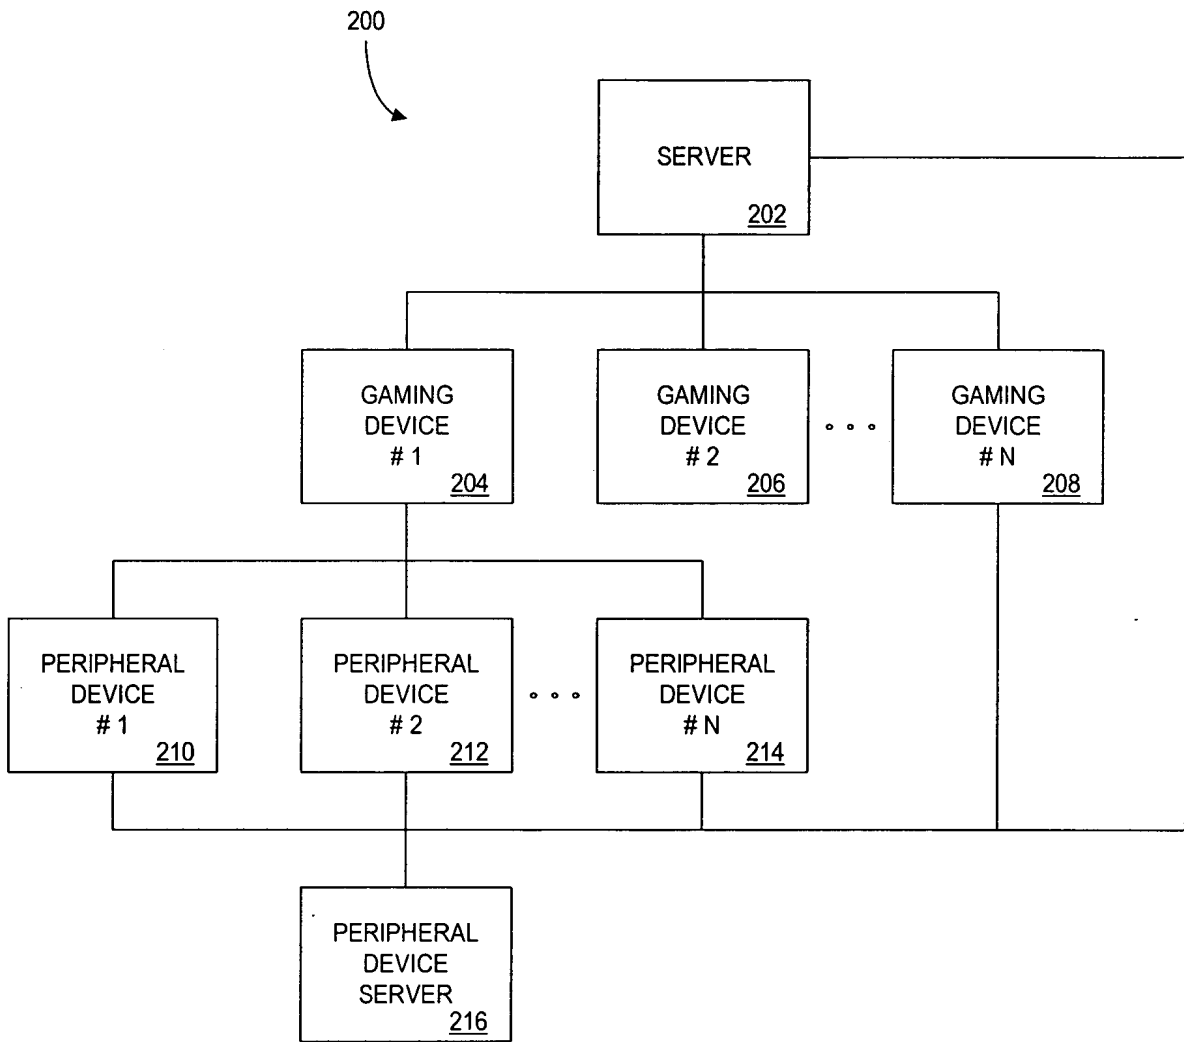 200
SERVER
202
GAMING
DEVICE
# 1
204
GAMING
DEVICE
# 2
206
GAMING
DEVICE
# N
208
PERIPHERAL
DEVICE
# 1
210
PERIPHERAL
DEVICE
# 2
212
PERIPHERAL
DEVICE
# N
214
PERIPHERAL
DEVICE
SERVER
216